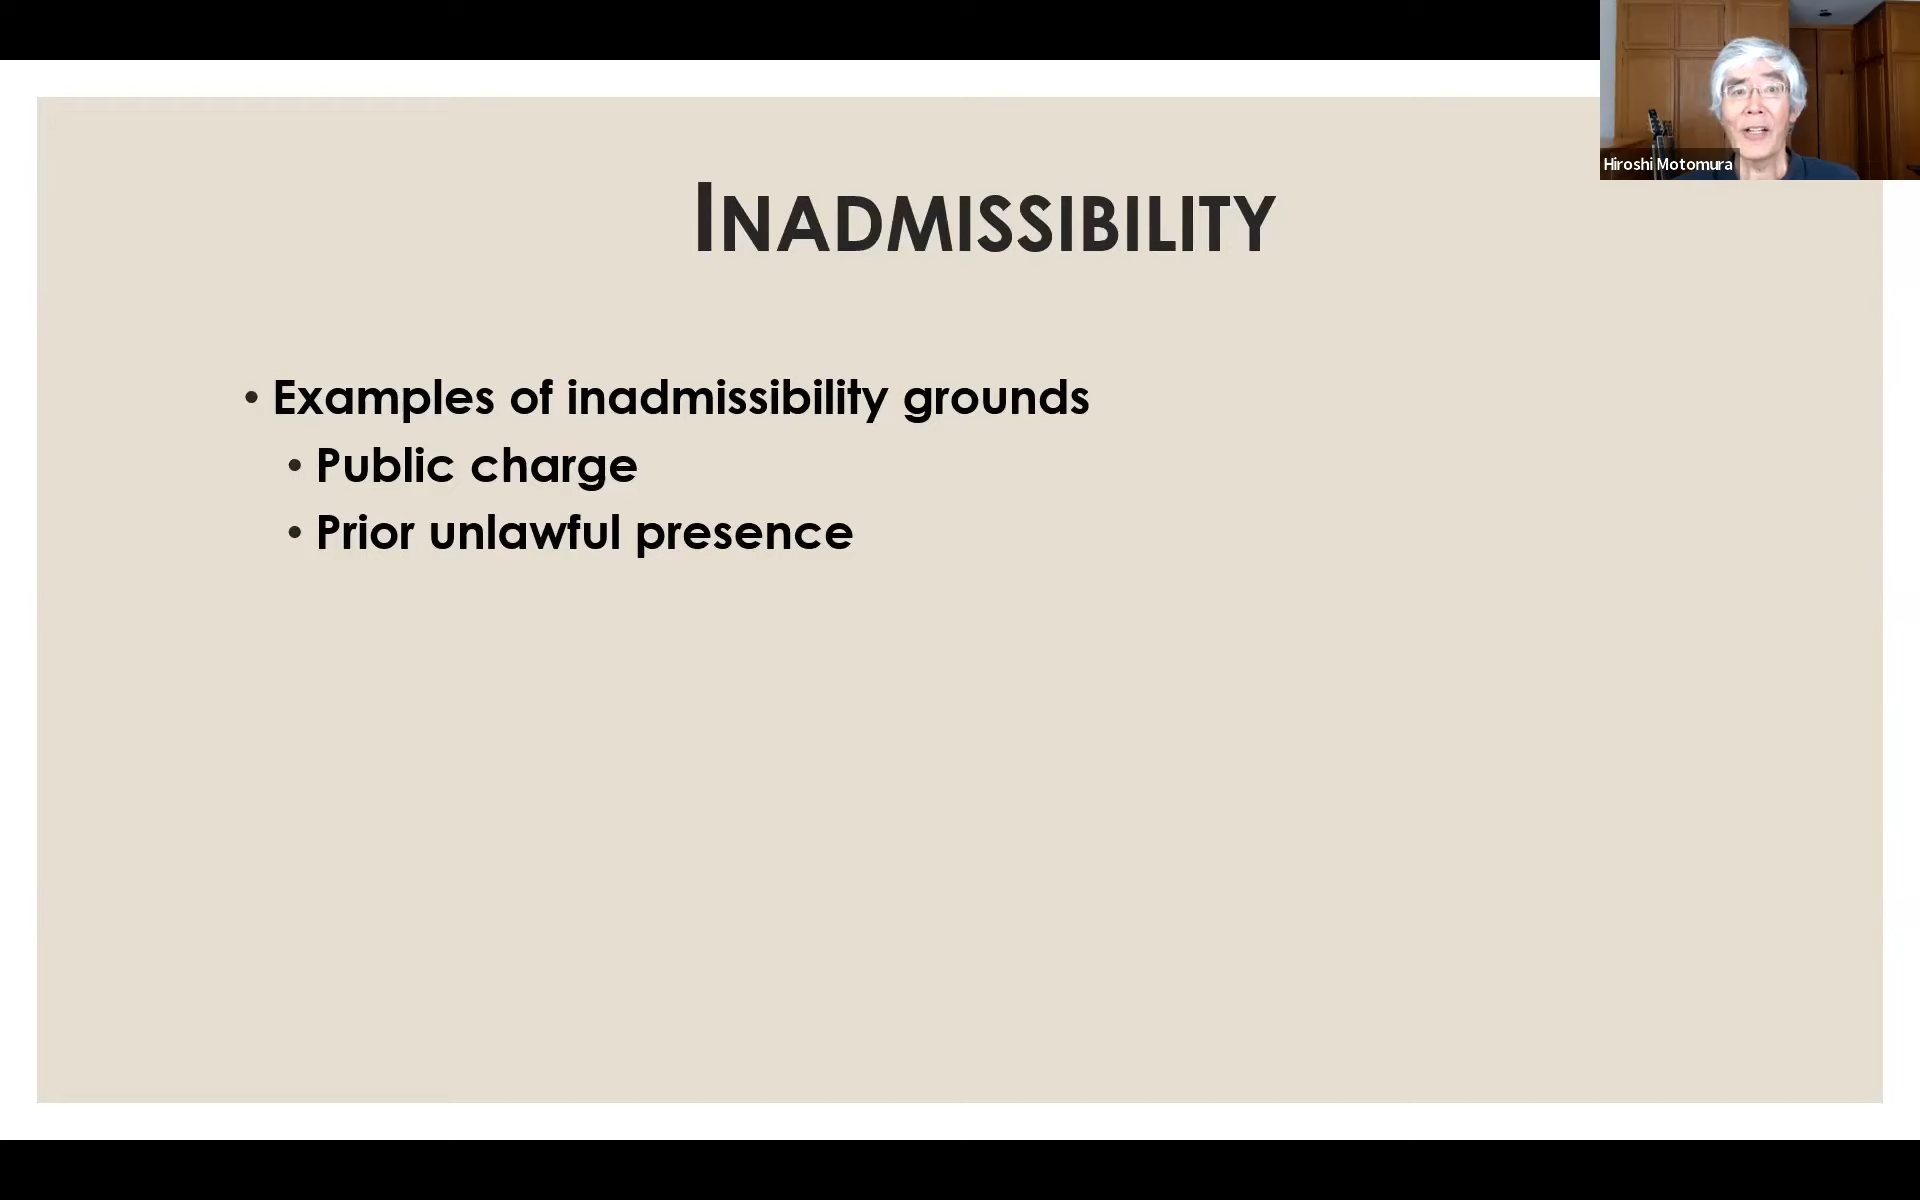 Hiroshi Motomura
INADMISSIBILITY
• Examples of inadmissibility grounds
• Public charge
• Prior unlawful presence